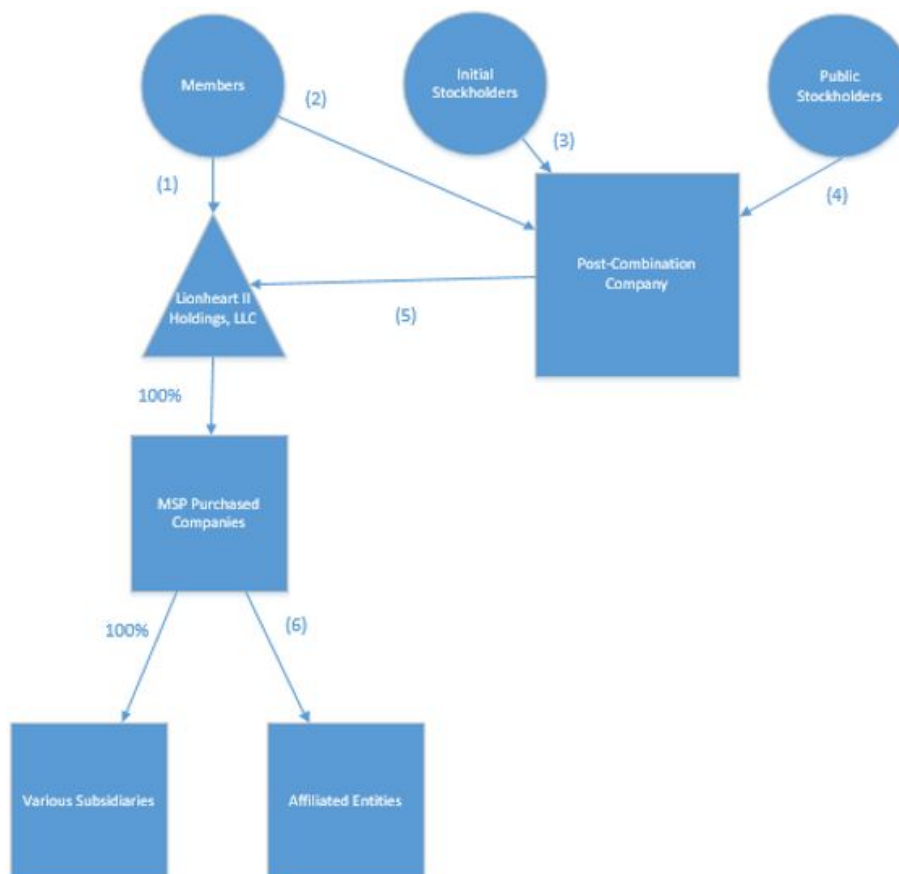 Members
Initial
Stockholders
Public
Stockholders
(2)
(3)
(1)
(4)
Post-Combination
Company
Lionheart II
Holdings, LLC
(5)
100%
MSP Purchased
Companies
100%
(6)
Various Subsidiaries
Affiliated Entities